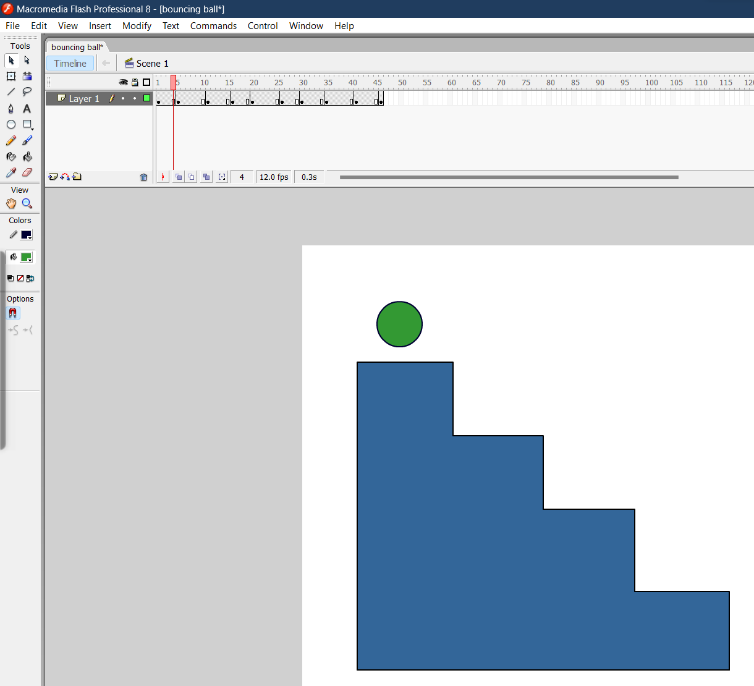 Macromedia Flash Professional 8 - [bouncing ball*]
File Edit View Insert Modify Text Commands Control Window Help
Tools
bouncing ball*
Timeline
Scene 1
1 5 10 15 20 25 30 35 40 45 50 55 60 65 70 75 80 85 90 95 100 105 110 115
Layer 1
4 12.0 fps 0.3s
View
Colors
Options